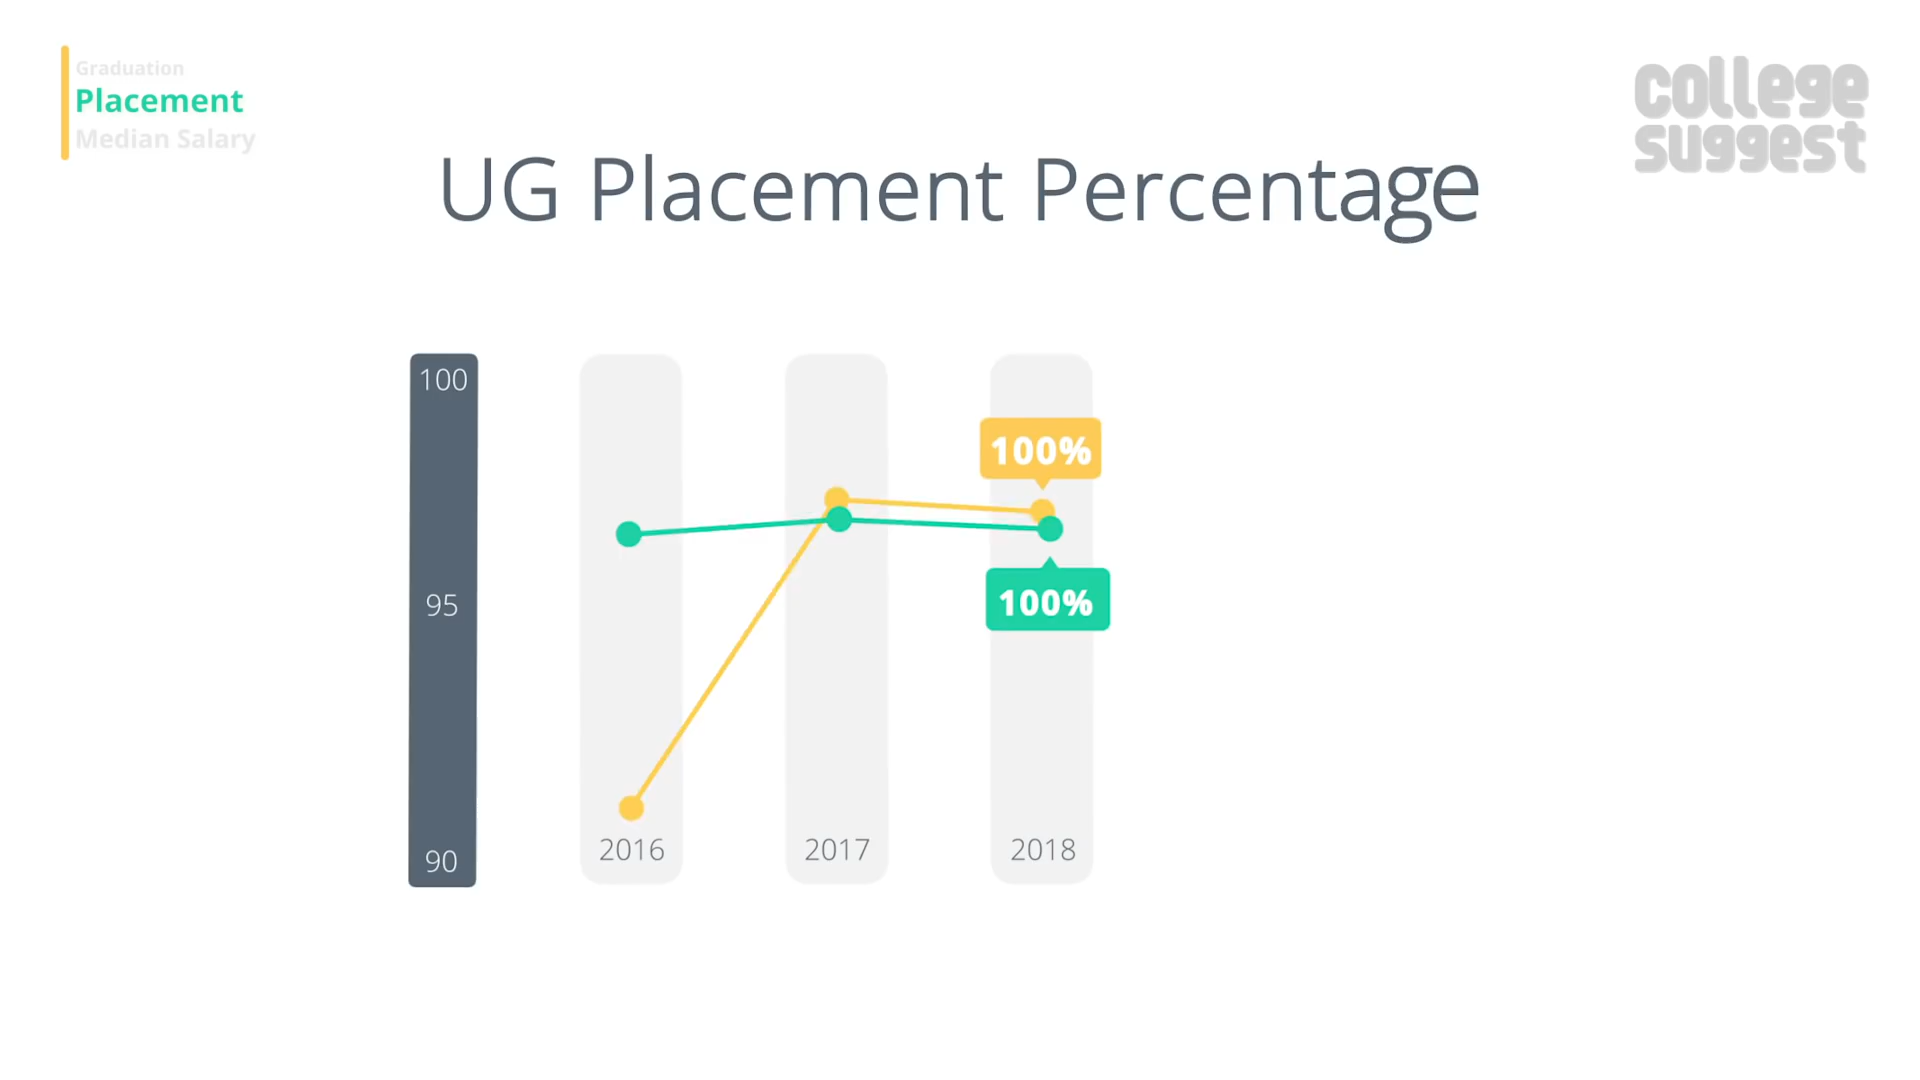 Graduation
Placement
Median Salary
college
suggest
UG Placement Percentage
100
95
90
100%
100%
2016
2017
2018